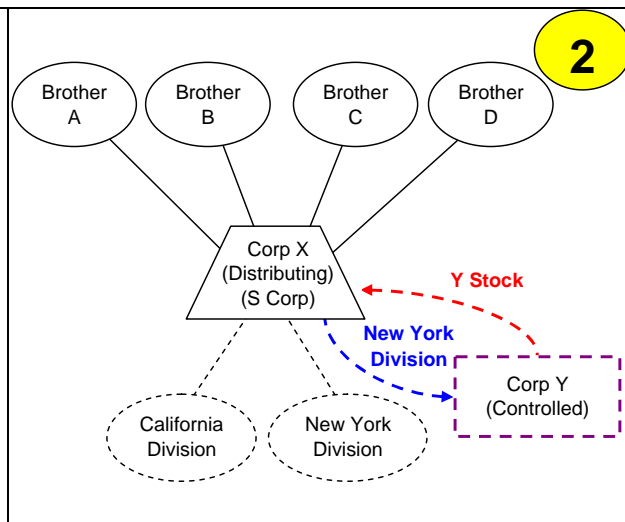 2
Brother
A
Brother
B
Brother
C
Brother
D
Corp X
(Distributing)
(S Corp)
Y Stock
New York
Division
Corp Y
(Controlled)
California
Division
New York
Division